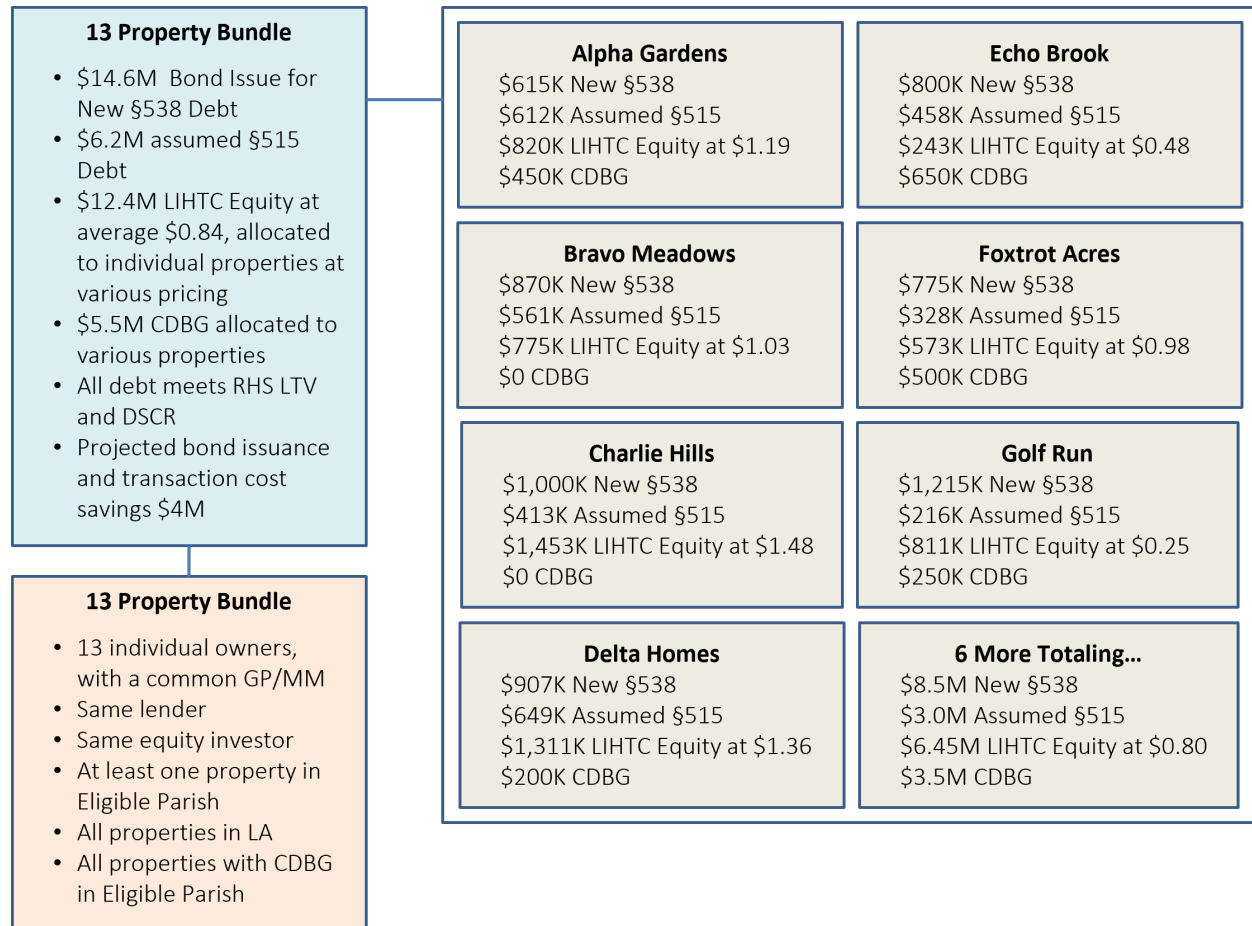 13 Property Bundle
• $14.6M  Bond Issue for
New §538 Debt
• $6.2M assumed §515
Debt
• $12.4M LIHTC Equity at
average $0.84, allocated
to individual properties at
various pricing
• $5.5M CDBG allocated to
various properties
• All debt meets RHS LTV
and DSCR
• Projected bond issuance
and transaction cost
savings $4M
13 Property Bundle
• 13 individual owners,
with a common GP/MM
• Same lender
• Same equity investor
• At least one property in
Eligible Parish
• All properties in LA
• All properties with CDBG
in Eligible Parish
Alpha Gardens
$615K New §538
$612K Assumed §515
$820K LIHTC Equity at $1.19
$450K CDBG
Echo Brook
$800K New §538
$458K Assumed §515
$243K LIHTC Equity at $0.48
$650K CDBG
Bravo Meadows
$870K New §538
$561K Assumed §515
$775K LIHTC Equity at $1.03
$0 CDBG
Foxtrot Acres
$775K New §538
$328K Assumed §515
$573K LIHTC Equity at $0.98
$500K CDBG
Charlie Hills
$1,000K New §538
$413K Assumed §515
$1,453K LIHTC Equity at $1.48
$0 CDBG
Golf Run
$1,215K New §538
$216K Assumed §515
$811K LIHTC Equity at $0.25
$250K CDBG
Delta Homes
$907K New §538
$649K Assumed §515
$1,311K LIHTC Equity at $1.36
$200K CDBG
6 More Totaling…
$8.5M New §538
$3.0M Assumed §515
$6.45M LIHTC Equity at $0.80
$3.5M CDBG